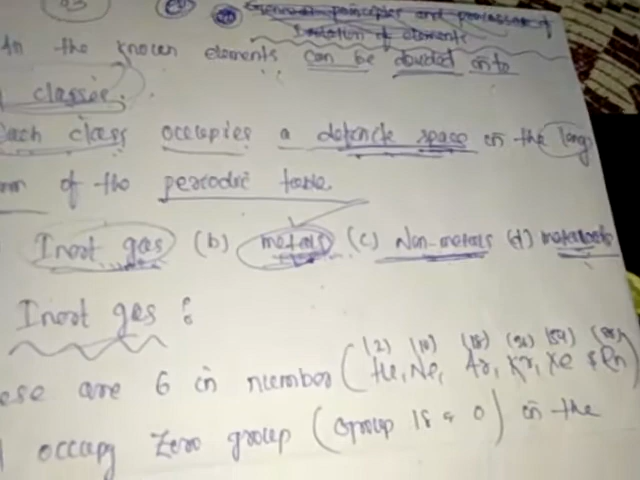 03
General principles and processes of
Isolation of elements
All the known elements can be divided into
classes.
Each class occupies a definite space in the long
of the periodic table
Inert gas (b) metals (c) Non-metals (d) metalloids
Inert gas :
(2) (10) (18) (36) (54) (86)
These are 6 in number (He, Ne, Ar, Kr, Xe & Rn)
occupy zero group (Group 18 & 0) in the